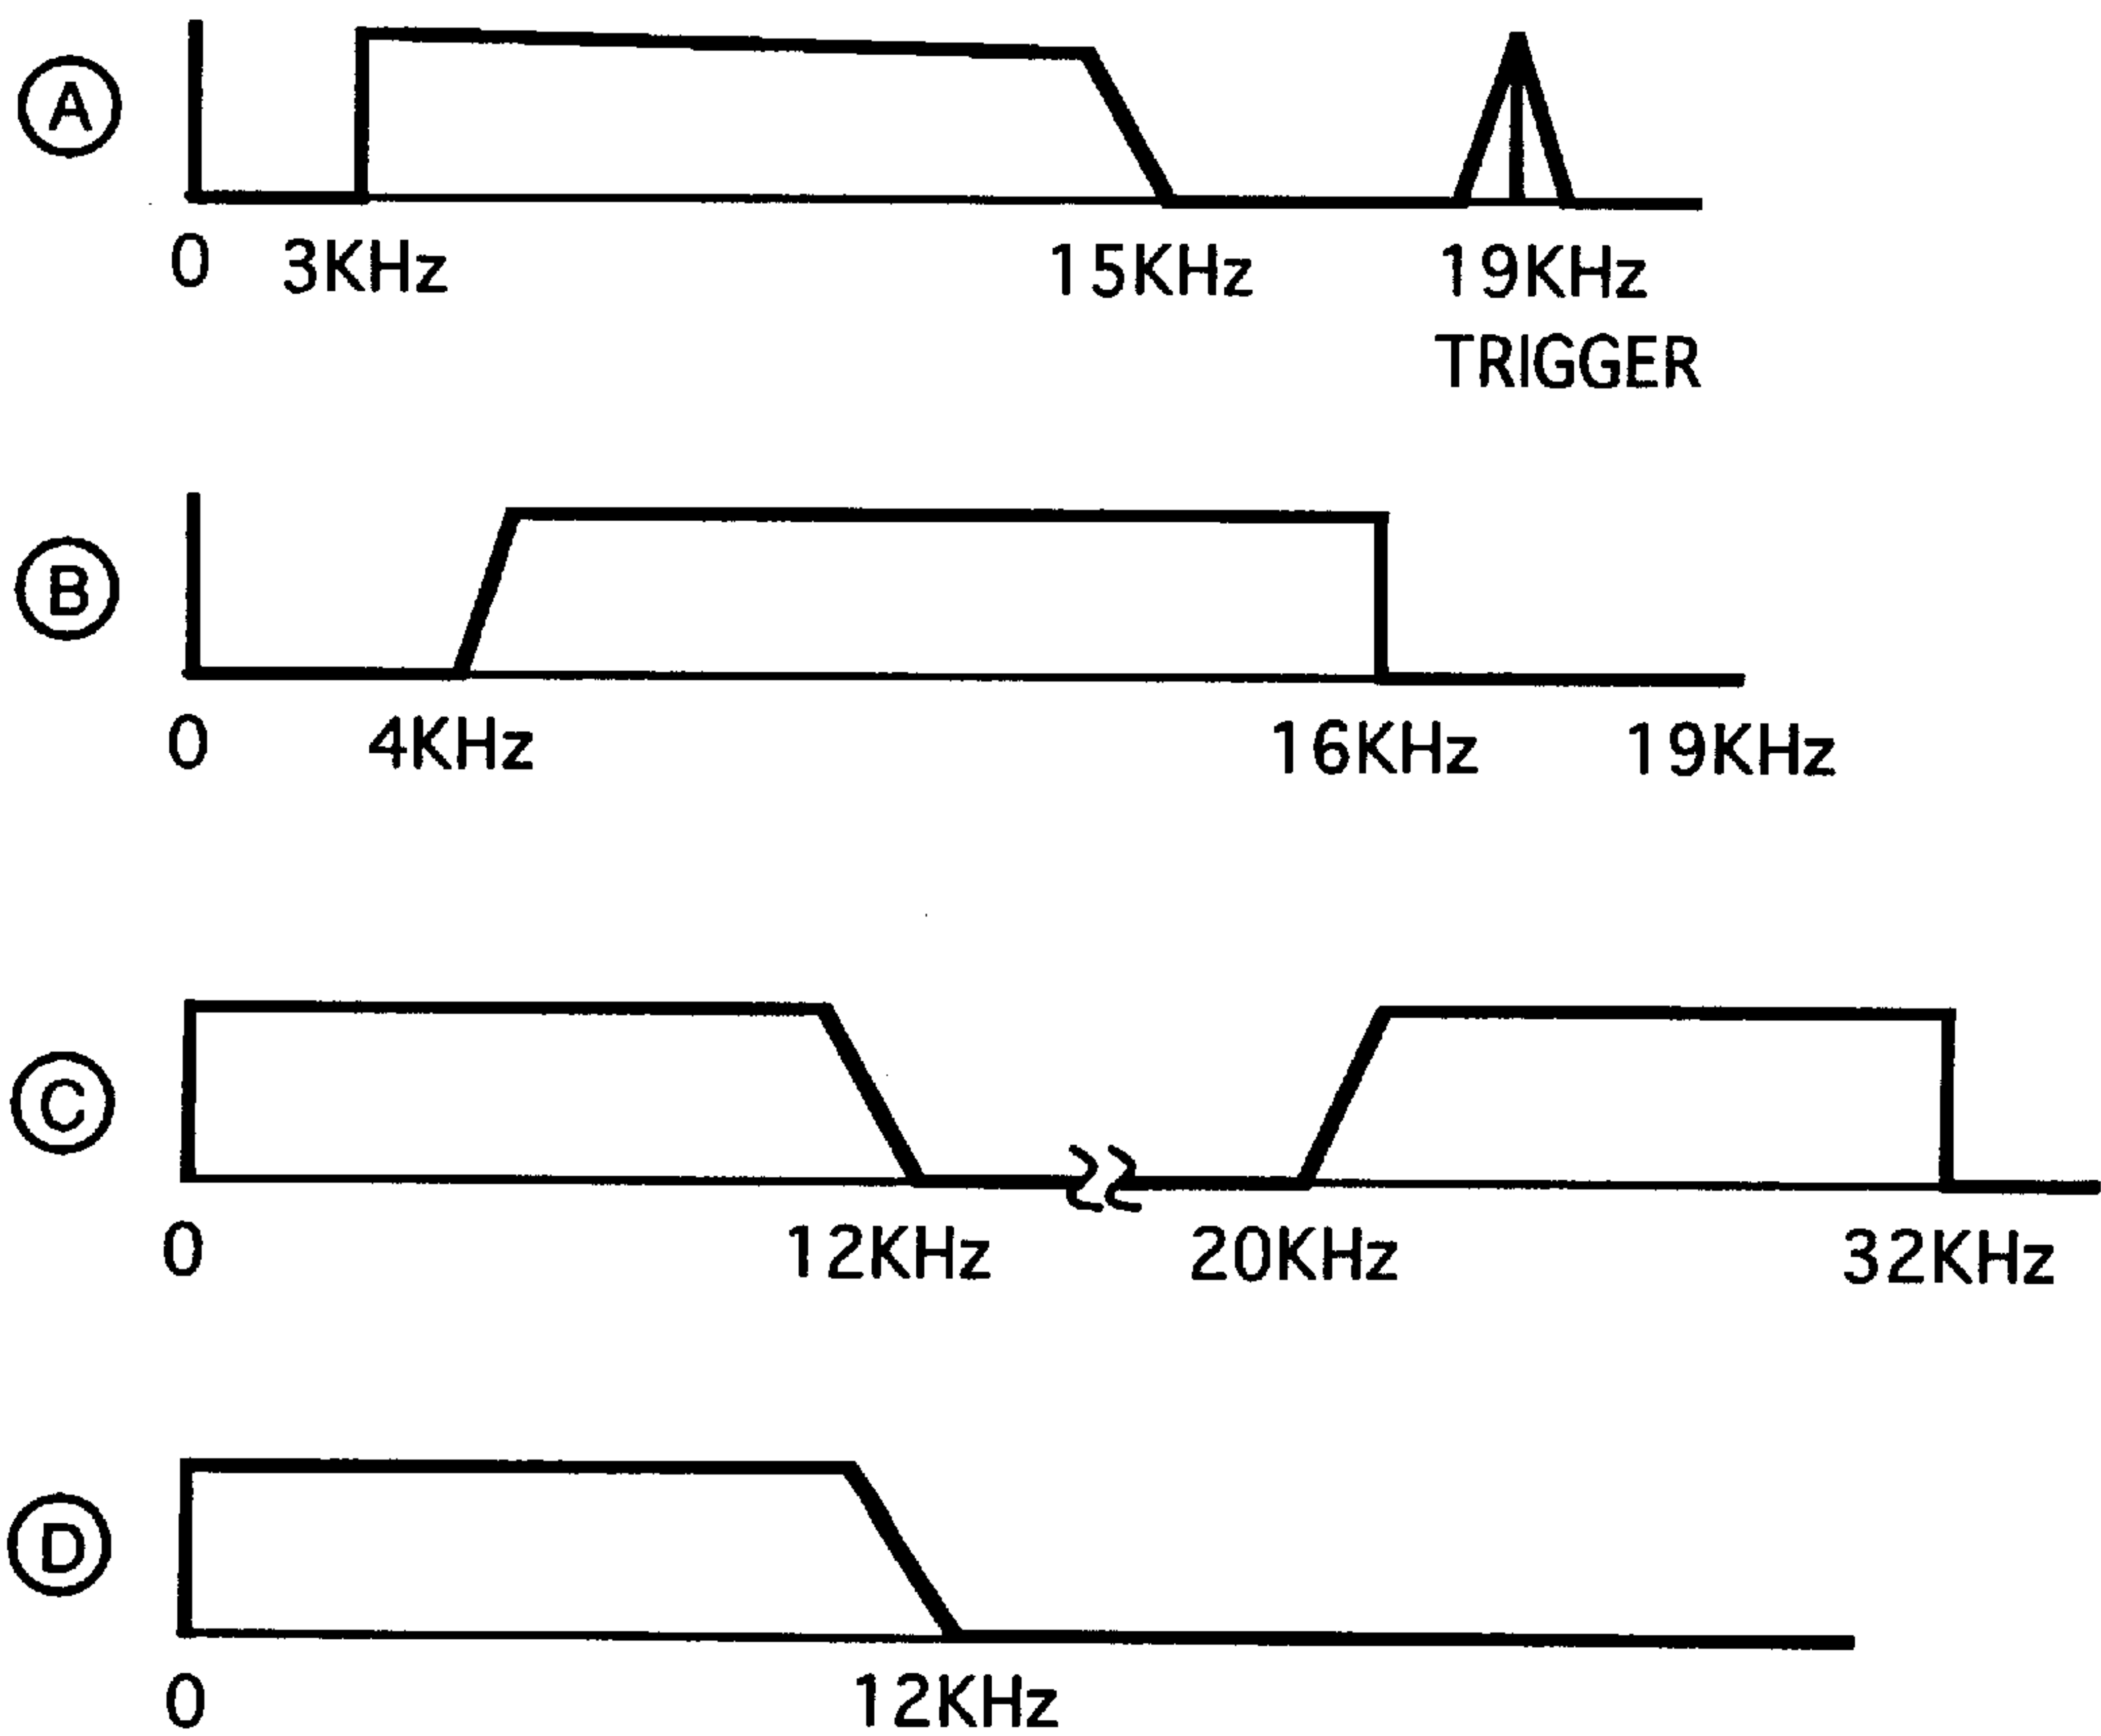 A
0 3KHz 15KHz 19KHz
TRIGGER
B
0 4KHz 16KHz 19KHz
C
0 12KHz 20KHz 32KHz
D
0 12KHz